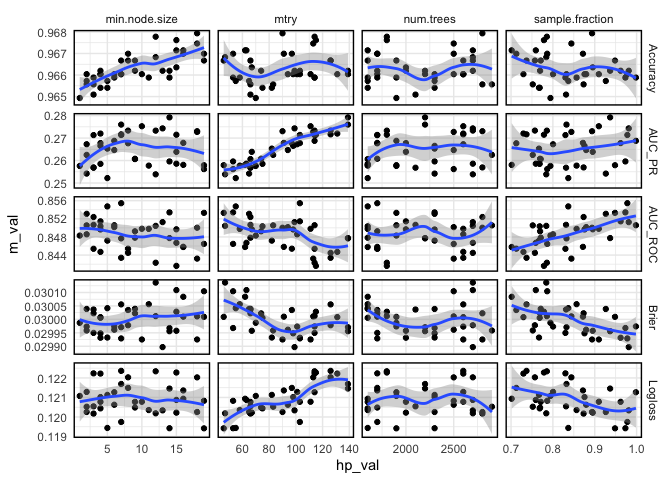 min.node.size mtry num.trees sample.fraction
0.968
0.967
0.966
0.965
Accuracy
0.28
0.27
0.26
0.25
AUC_PR
0.856
0.852
0.848
0.844
AUC_ROC
0.03010
0.03005
0.03000
0.02995
0.02990
Brier
0.122
0.121
0.120
0.119
Logloss
5 10 15 60 80 100 120 140 2000 2500 0.7 0.8 0.9 1.0
hp_val
m_val